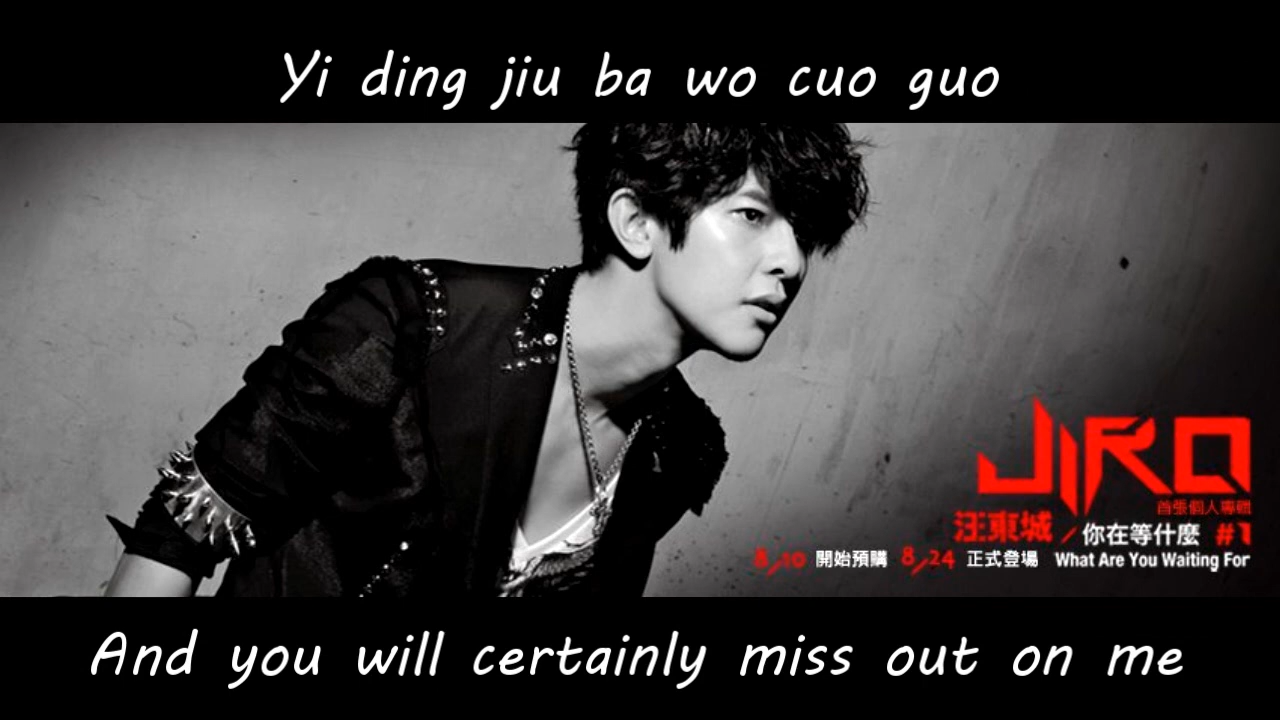 Yi ding jiu ba wo cuo guo
JIRO
首張個人專輯
汪東城 / 你在等什麼 #1
8/10 開始預購 8/24 正式登場 What Are You Waiting For
And you will certainly miss out on me